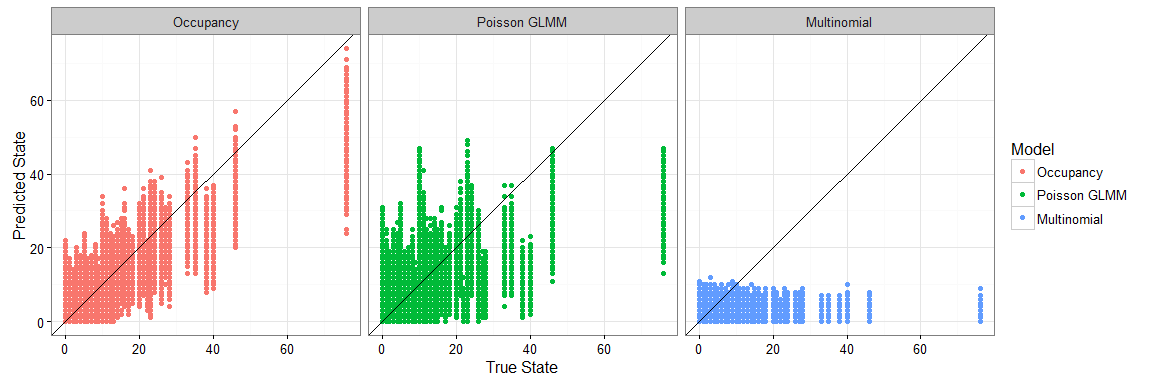 Occupancy Poisson GLMM Multinomial
Predicted State
60
40
20
0
0 20 40 60 0 20 40 60 0 20 40 60
True State
Model
Occupancy
Poisson GLMM
Multinomial